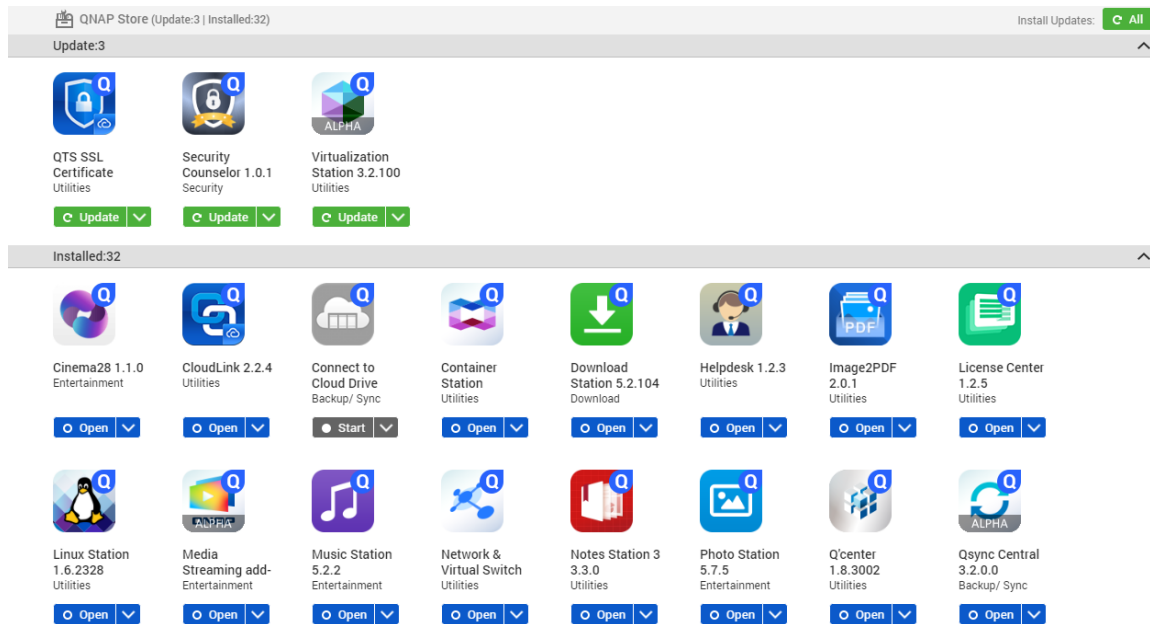 QNAP Store (Update:3 | Installed:32)
Install Updates:
All
Update:3
ALPHA
QTS SSL
Certificate
Utilities
Update
Security
Counselor 1.0.1
Security
Update
Virtualization
Station 3.2.100
Utilities
Update
Installed:32
PDF
Cinema28 1.1.0
Entertainment
Open
CloudLink 2.2.4
Utilities
Open
Connect to
Cloud Drive
Backup/ Sync
Start
Container
Station
Utilities
Open
Download
Station 5.2.104
Download
Open
Helpdesk 1.2.3
Utilities
Open
Image2PDF
2.0.1
Utilities
Open
License Center
1.2.5
Utilities
Open
ALPHA
ALPHA
Linux Station
1.6.2328
Utilities
Open
Media
Streaming add-
Entertainment
Open
Music Station
5.2.2
Entertainment
Open
Network &
Virtual Switch
Utilities
Open
Notes Station 3
3.3.0
Utilities
Open
Photo Station
5.7.5
Entertainment
Open
Q'center
1.8.3002
Utilities
Open
Qsync Central
3.2.0.0
Backup/ Sync
Open